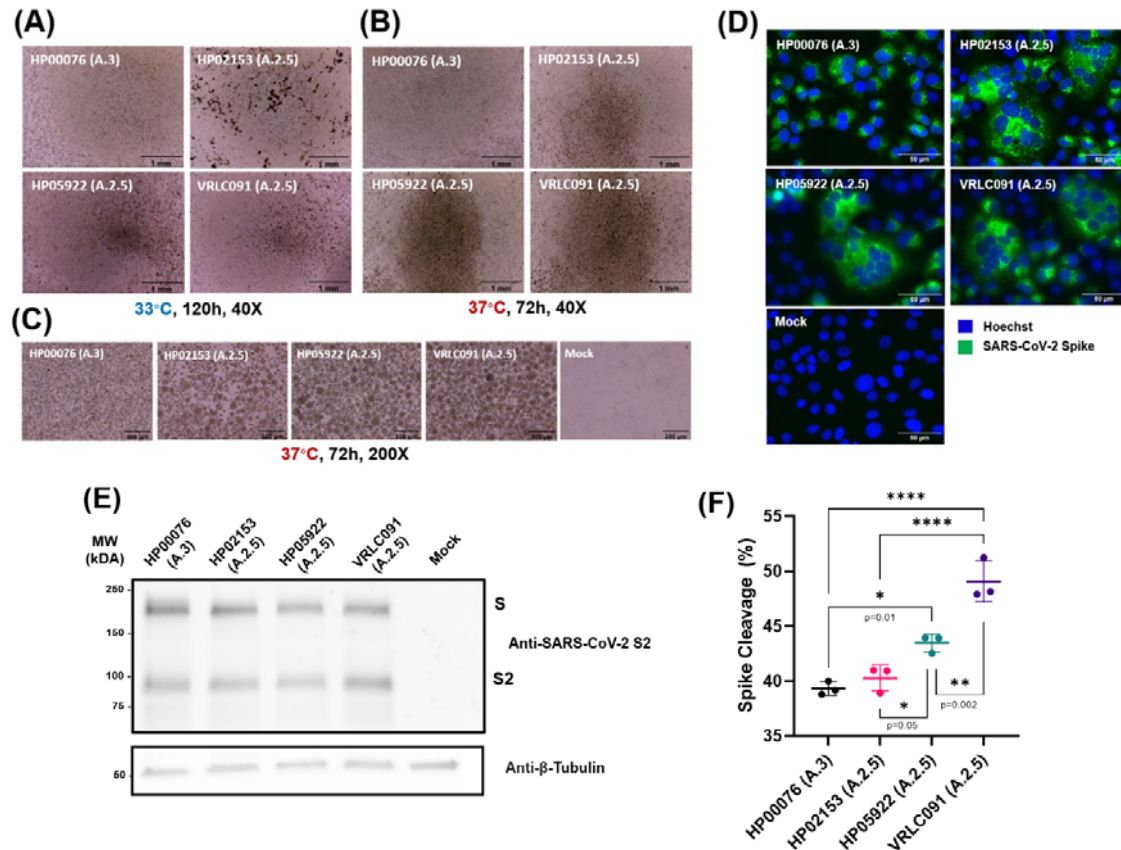 (A)
HP00076 (A.3)
HP02153 (A.2.5)
1 mm
1 mm
HP05922 (A.2.5)
VRLC091 (A.2.5)
1 mm
1 mm
33°C, 120h, 40X
(B)
HP00076 (A.3)
HP02153 (A.2.5)
1 mm
1 mm
HP05922 (A.2.5)
VRLC091 (A.2.5)
1 mm
1 mm
37°C, 72h, 40X
(C)
HP00076 (A.3)
HP02153 (A.2.5)
HP05922 (A.2.5)
VRLC091 (A.2.5)
Mock
200 µm
37°C, 72h, 200X
(D)
HP00076 (A.3)
HP02153 (A.2.5)
50 µm
50 µm
HP05922 (A.2.5)
VRLC091 (A.2.5)
50 µm
50 µm
Mock
50 µm
Hoechst
SARS-CoV-2 Spike
(E)
MW
(kDA)
HP00076
(A.3)
HP02153
(A.2.5)
HP05922
(A.2.5)
VRLC091
(A.2.5)
Mock
250
150
100
75
50
S
Anti-SARS-CoV-2 S2
S2
Anti-β-Tubulin
(F)
Spike Cleavage (%)
55
50
45
40
35
****
****
*
p=0.01
**
p=0.002
*
p=0.05
HP00076 (A.3)
HP02153 (A.2.5)
HP05922 (A.2.5)
VRLC091 (A.2.5)